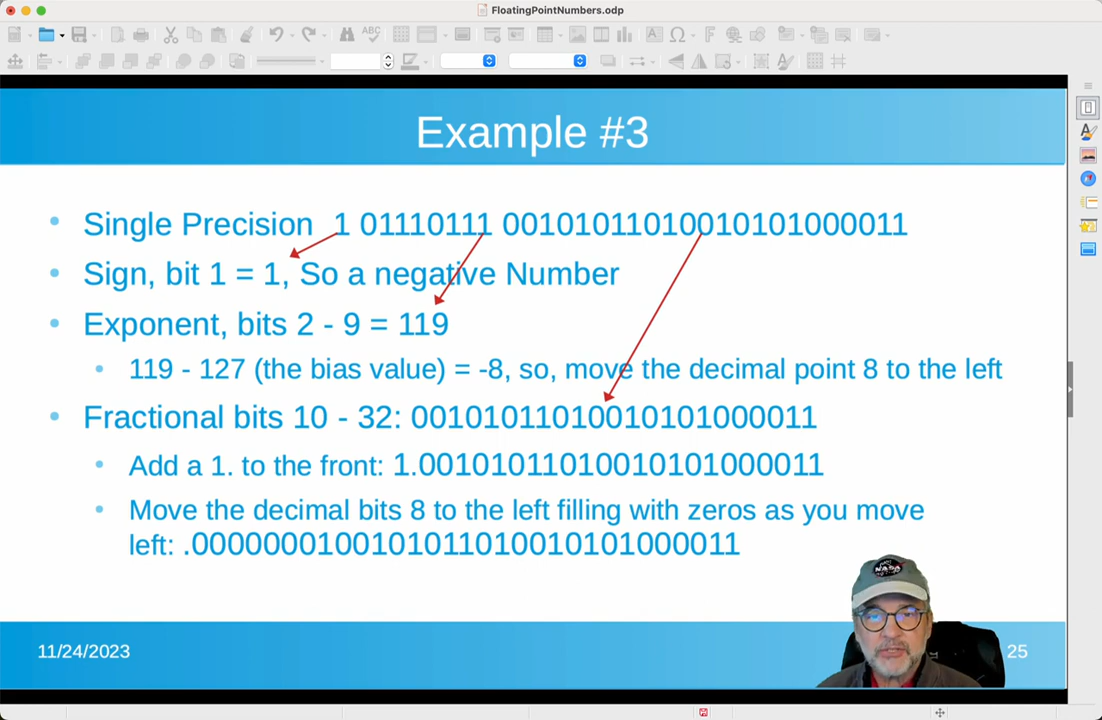 FloatingPointNumbers.odp
Example #3
Single Precision 1 01110111 00101011010010101000011
Sign, bit 1 = 1, So a negative Number
Exponent, bits 2 - 9 = 119
119 - 127 (the bias value) = -8, so, move the decimal point 8 to the left
Fractional bits 10 - 32: 00101011010010101000011
Add a 1. to the front: 1.00101011010010101000011
Move the decimal bits 8 to the left filling with zeros as you move
left: .0000000100101011010010101000011
NASA
11/24/2023
25